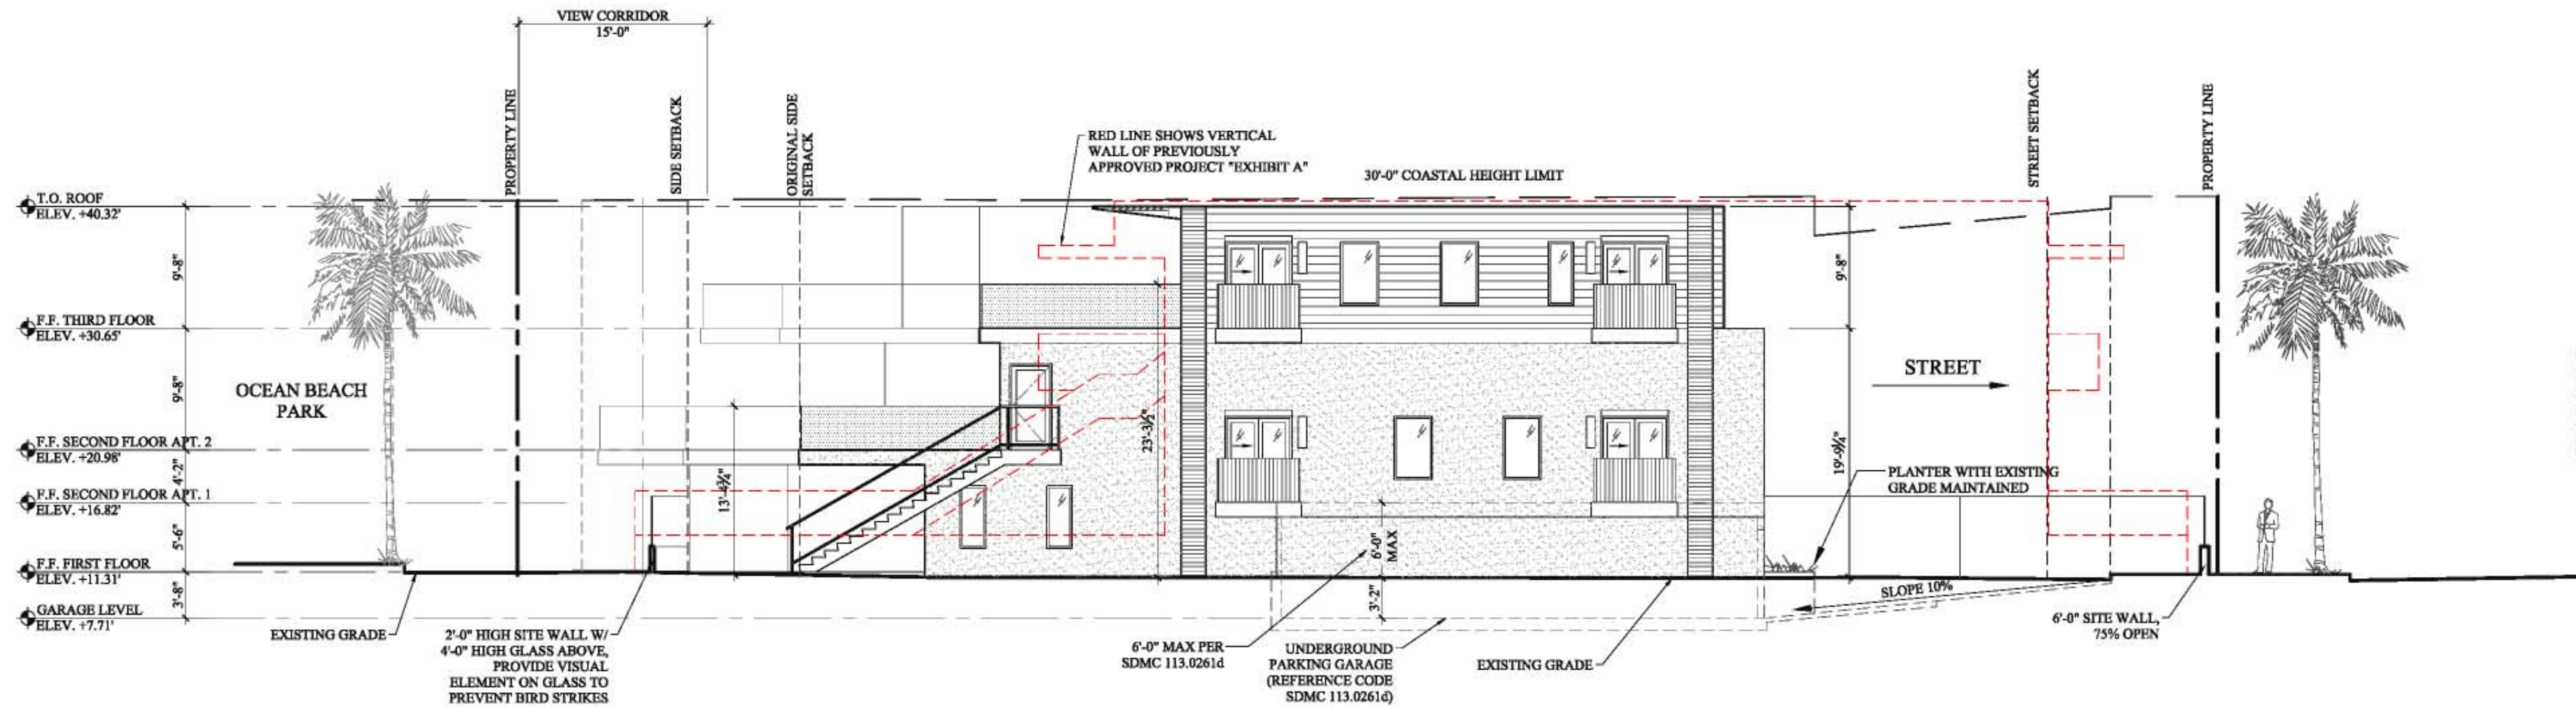 VIEW CORRIDOR
15'-0"
PROPERTY LINE
SIDE SETBACK
ORIGINAL SIDE
SETBACK
RED LINE SHOWS VERTICAL
WALL OF PREVIOUSLY
APPROVED PROJECT "EXHIBIT A"
30'-0" COASTAL HEIGHT LIMIT
STREET SETBACK
PROPERTY LINE
T.O. ROOF
ELEV. +40.32'
9'-8"
F.F. THIRD FLOOR
ELEV. +30.65'
9'-8"
F.F. SECOND FLOOR APT. 2
ELEV. +20.98'
4'-2"
F.F. SECOND FLOOR APT. 1
ELEV. +16.82'
5'-6"
F.F. FIRST FLOOR
ELEV. +11.31'
3'-8"
GARAGE LEVEL
ELEV. +7.71'
OCEAN BEACH
PARK
13'-4¾"
23'-3½"
6'-0"
MAX
3'-2"
9'-8"
19'-9¾"
STREET
PLANTER WITH EXISTING
GRADE MAINTAINED
SLOPE 10%
EXISTING GRADE
2'-0" HIGH SITE WALL W/
4'-0" HIGH GLASS ABOVE,
PROVIDE VISUAL
ELEMENT ON GLASS TO
PREVENT BIRD STRIKES
6'-0" MAX PER
SDMC 113.0261d
UNDERGROUND
PARKING GARAGE
(REFERENCE CODE
SDMC 113.0261d)
EXISTING GRADE
6'-0" SITE WALL,
75% OPEN